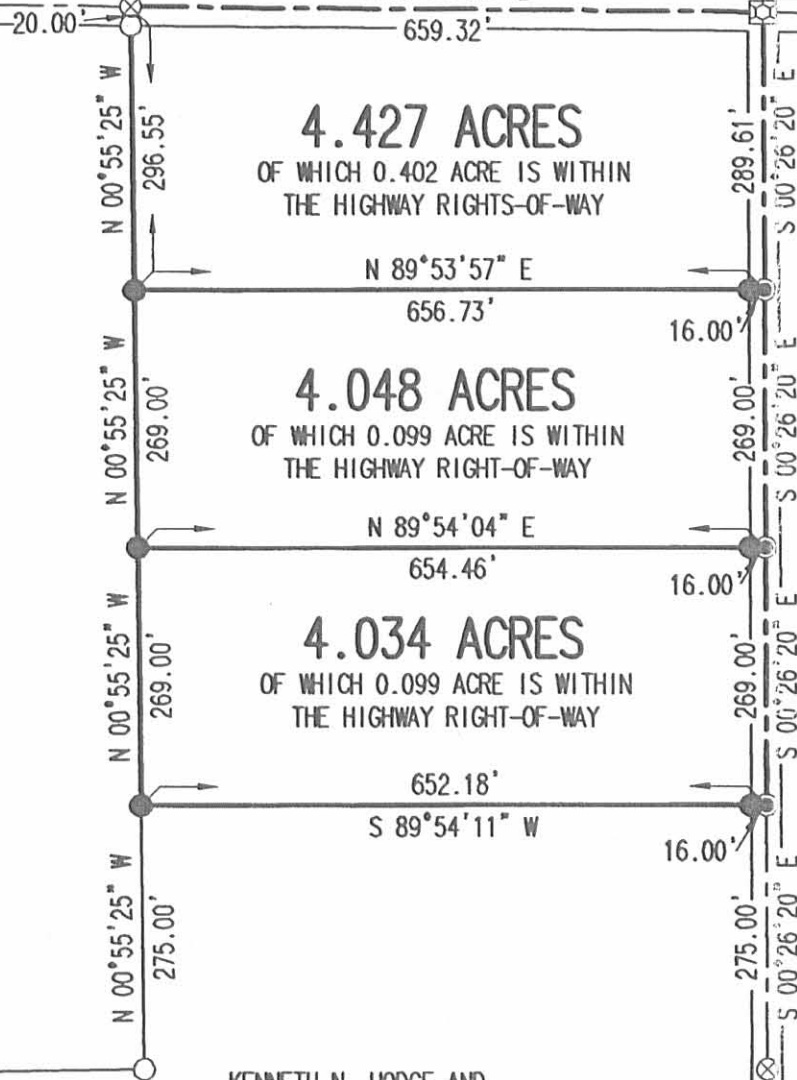 20.00'
659.32'
N 00°55'25" W
296.55'
4.427 ACRES
OF WHICH 0.402 ACRE IS WITHIN
THE HIGHWAY RIGHTS-OF-WAY
289.61'
S 00°26'20" E
N 89°53'57" E
656.73'
16.00'
N 00°55'25" W
269.00'
4.048 ACRES
OF WHICH 0.099 ACRE IS WITHIN
THE HIGHWAY RIGHT-OF-WAY
269.00'
S 00°26'20" E
N 89°54'04" E
654.46'
16.00'
N 00°55'25" W
269.00'
4.034 ACRES
OF WHICH 0.099 ACRE IS WITHIN
THE HIGHWAY RIGHT-OF-WAY
269.00'
S 00°26'20" E
652.18'
S 89°54'11" W
16.00'
N 00°55'25" W
275.00'
275.00'
S 00°26'20" E
KENNETH N. HODGE AND